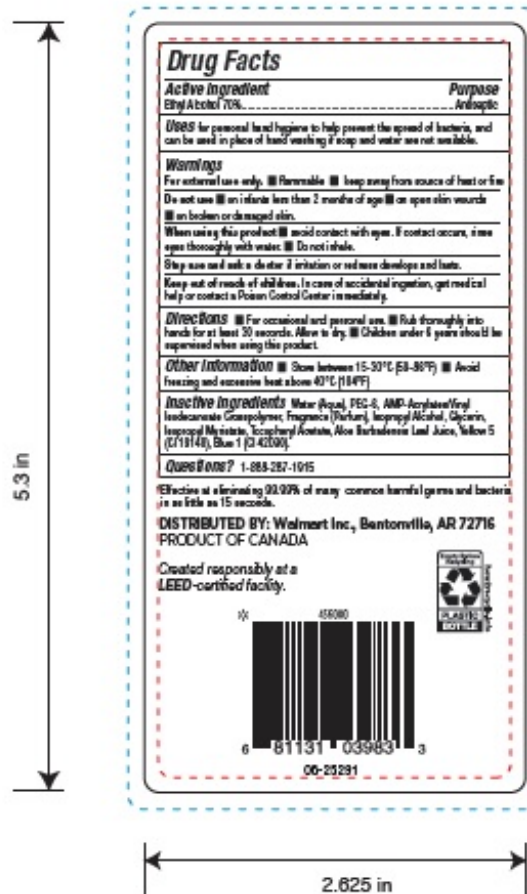 Drug Facts
Active Ingredient Purpose
Ethyl Alcohol 70% Antiseptic
Uses for personal hand hygiene to help prevent the spread of bacteria, and
can be used in place of hand washing if soap and water are not available.
Warnings
For external use only. ■ Flammable ■ keep away from source of heat or fire
Do not use ■ on infants less than 2 months of age ■ on open skin wounds
■ on broken or damaged skin.
When using this product ■ avoid contact with eyes. If contact occurs, rinse
eyes thoroughly with water. ■ Do not inhale.
Stop use and ask a doctor if irritation or redness develops and lasts.
Keep out of reach of children. In case of accidental ingestion, get medical
help or contact a Poison Control Center immediately.
Directions ■ For occasional and personal use. ■ Rub thoroughly into
hands for at least 30 seconds. Allow to dry. ■ Children under 6 years should be
supervised when using this product.
Other Information ■ Store between 15-30°C (59-86°F) ■ Avoid
freezing and excessive heat above 40°C (104°F)
Inactive Ingredients Water (Aqua), PEG-6, AMP-Acrylates/Vinyl
Isodecanoate Crosspolymer, Fragrance (Parfum), Isopropyl Alcohol, Glycerin,
Isopropyl Myristate, Tocopheryl Acetate, Aloe Barbadensis Leaf Juice, Yellow 5
(CI 19140), Blue 1 (CI 42090).
Questions? 1-888-287-1915
*Effective at eliminating 99.99% of many common harmful germs and bacteria
in as little as 15 seconds.
DISTRIBUTED BY: Walmart Inc., Bentonville, AR 72716
PRODUCT OF CANADA
Created responsibly at a
LEED-certified facility.
PLASTIC
BOTTLE
456000
6 81131 03983 3
06-25291
5.3 in
2.625 in